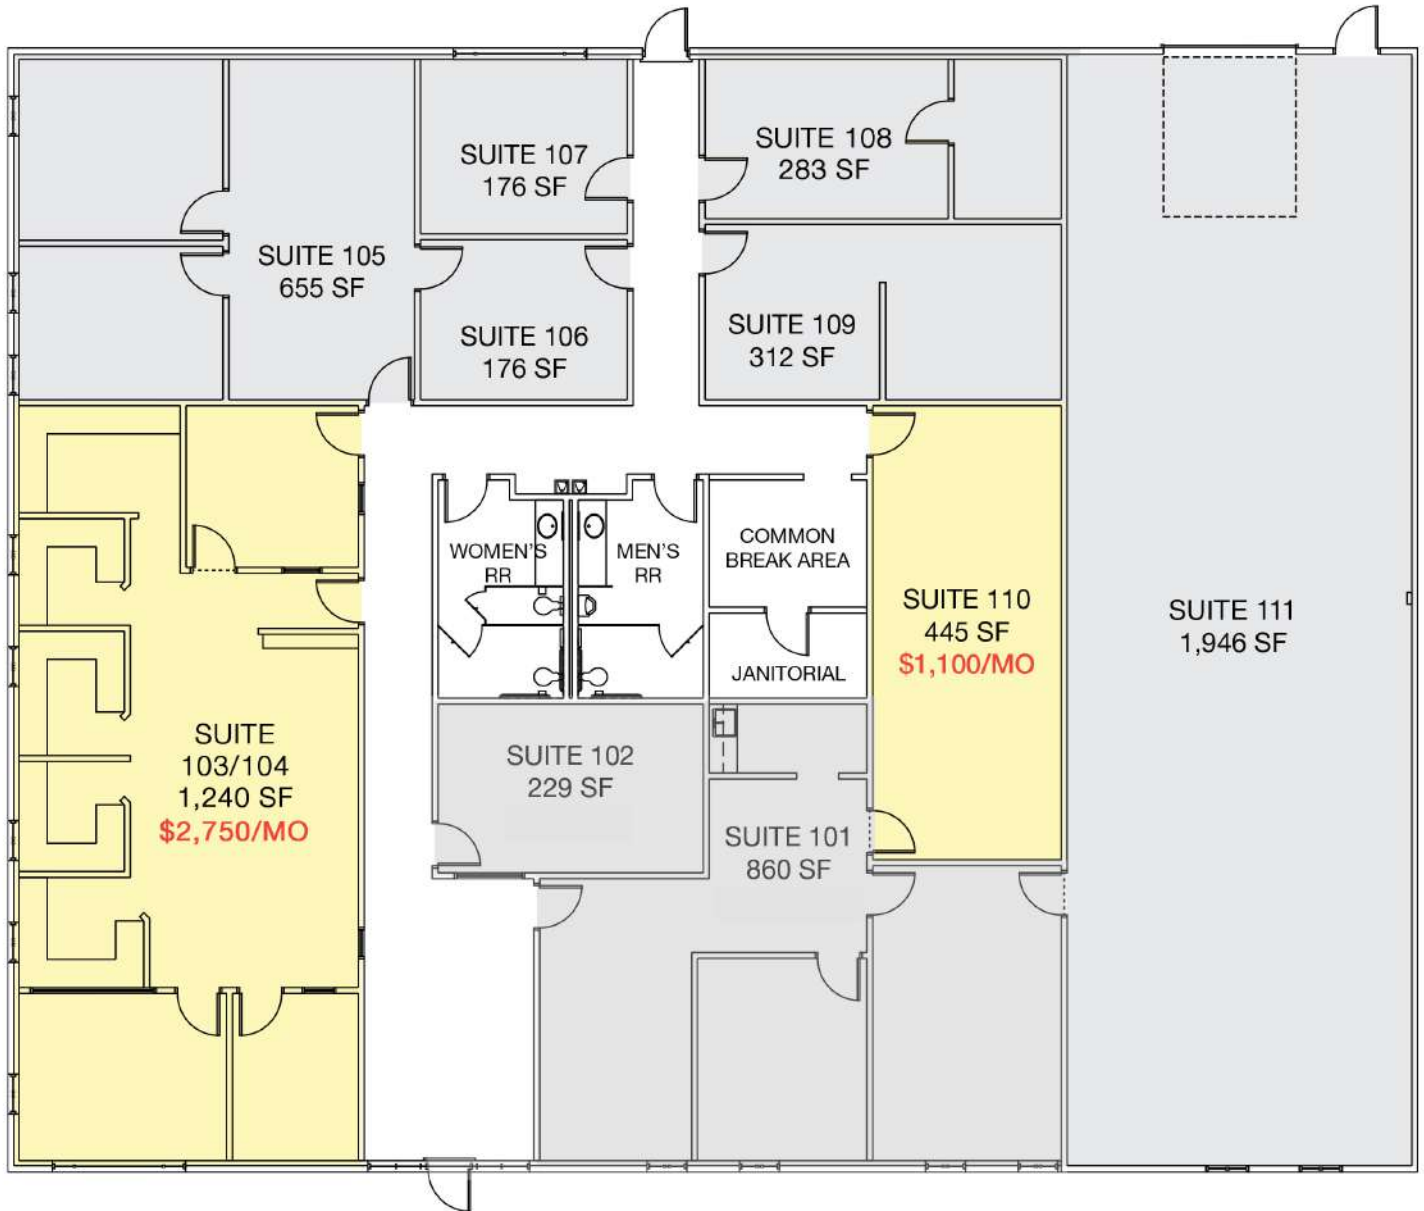 SUITE 107
176 SF
SUITE 108
283 SF
SUITE 105
655 SF
SUITE 106
176 SF
SUITE 109
312 SF
WOMEN'S
RR
MEN'S
RR
COMMON
BREAK AREA
JANITORIAL
SUITE 110
445 SF
$1,100/MO
SUITE 111
1,946 SF
SUITE
103/104
1,240 SF
$2,750/MO
SUITE 102
229 SF
SUITE 101
860 SF